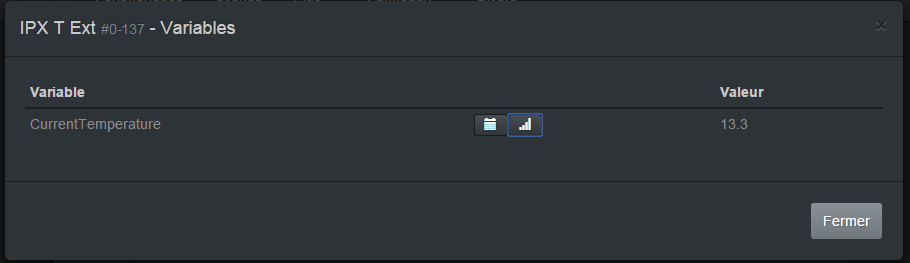 IPX T Ext #0-137 - Variables
×
Variable Valeur
CurrentTemperature 13.3
Fermer